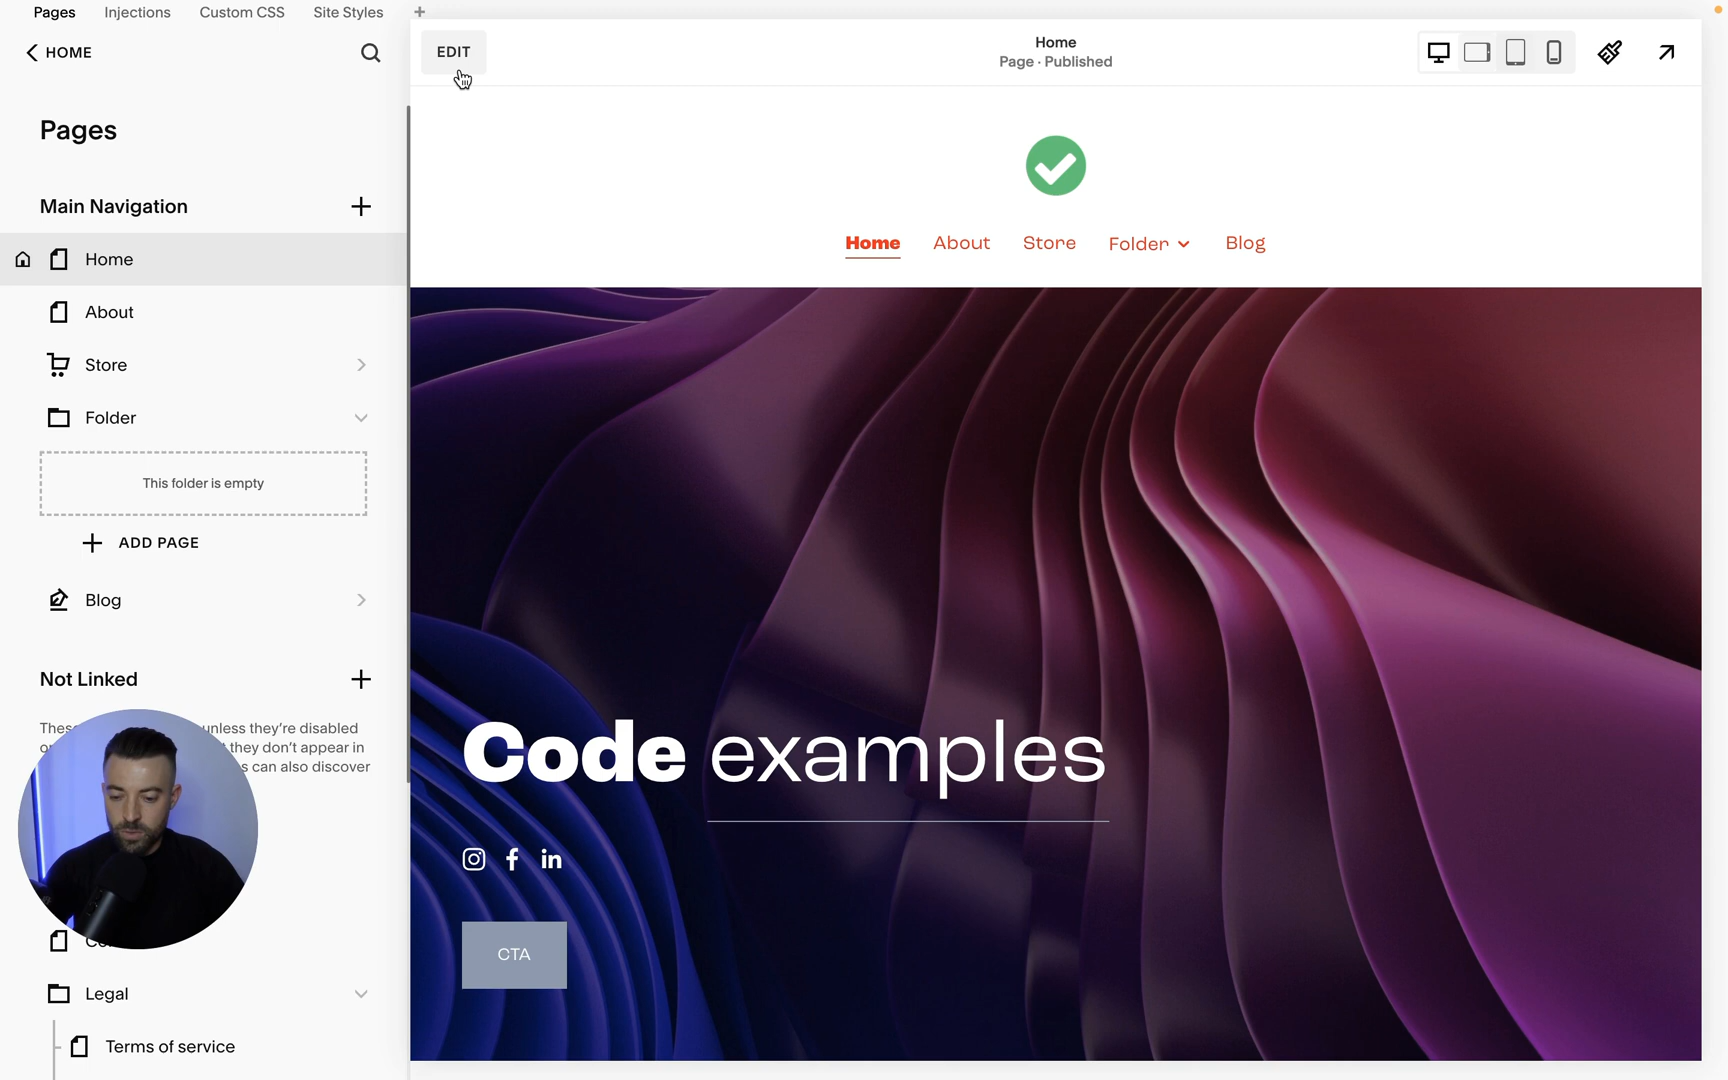 Pages
Injections
Custom CSS
Site Styles
HOME
EDIT
Home
Page · Published
Pages
Main Navigation
Home
About
Store
Folder
This folder is empty
ADD PAGE
Blog
Not Linked
unless they're disabled
they don't appear in
can also discover
Legal
Terms of service
Home
About
Store
Folder
Blog
Code examples
CTA